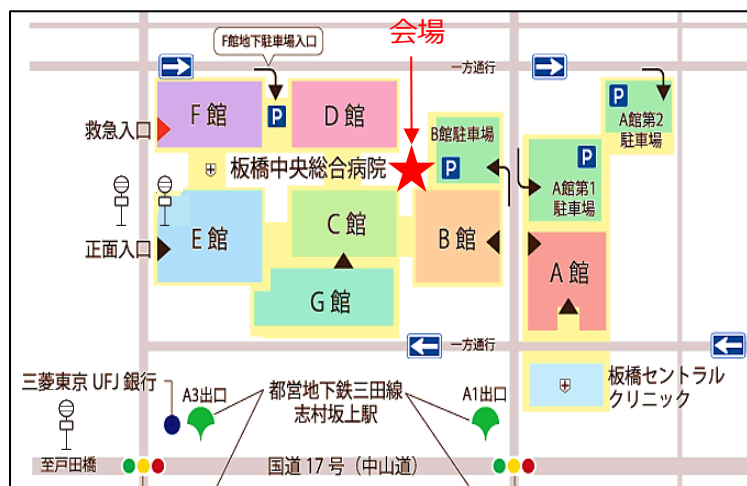 会場
F館地下駐車場入口
一方通行
P
F館
P
D館
B館駐車場
P
P
A館第1
駐車場
P
A館第2
駐車場
救急入口
板橋中央総合病院
正面入口
E館
C館
B館
A館
G館
一方通行
三菱東京UFJ銀行
A3出口
都営地下鉄三田線
志村坂上駅
A1出口
板橋セントラル
クリニック
至戸田橋
国道17号（中山道）